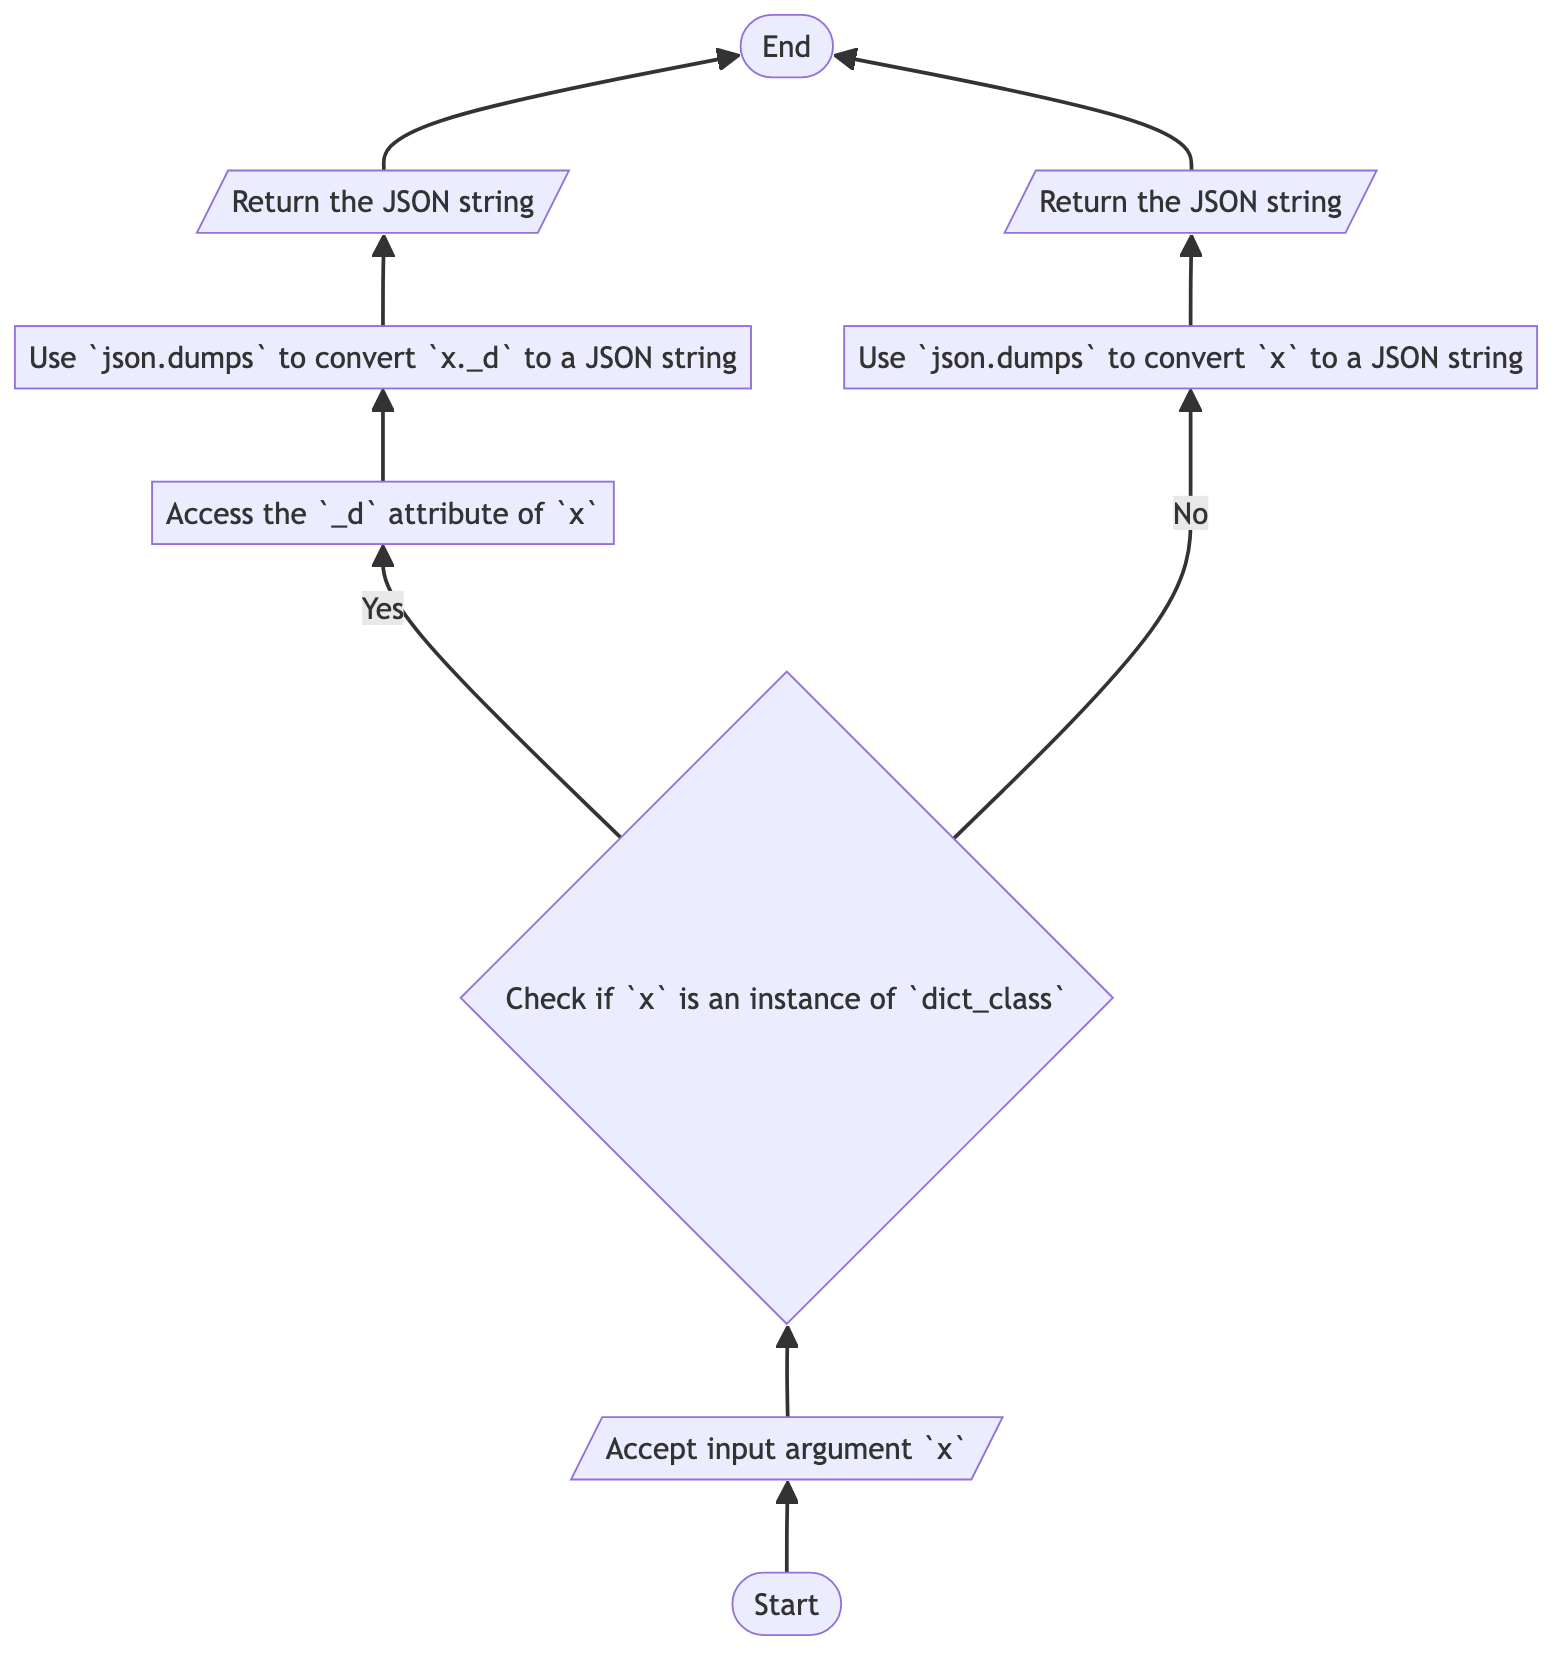 End
Return the JSON string
Return the JSON string
Use `json.dumps` to convert `x._d` to a JSON string
Use `json.dumps` to convert `x` to a JSON string
Access the `_d` attribute of `x`
No
Yes
Check if `x` is an instance of `dict_class`
Accept input argument `x`
Start